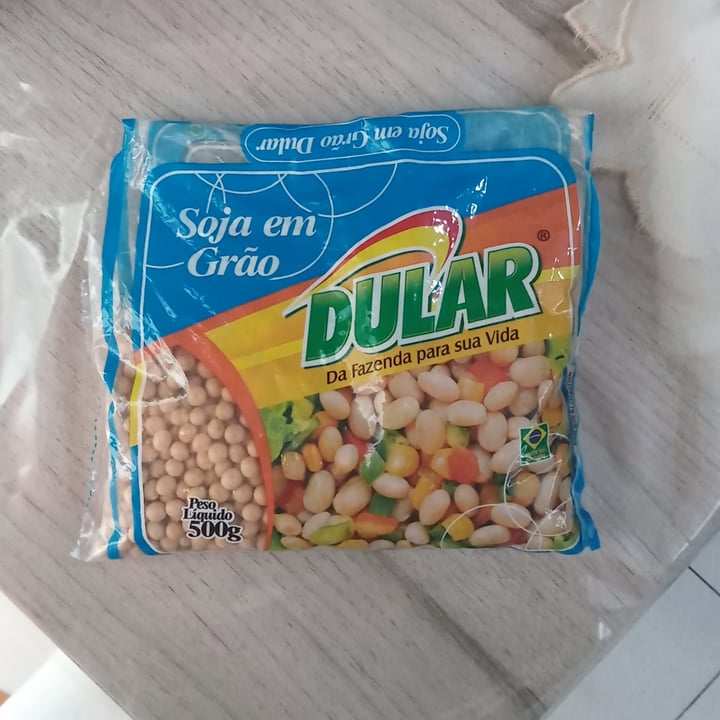 Soja em Grão Dular
Soja em
Grão
DULAR
®
Da Fazenda para sua Vida
Peso
Líquido
500g